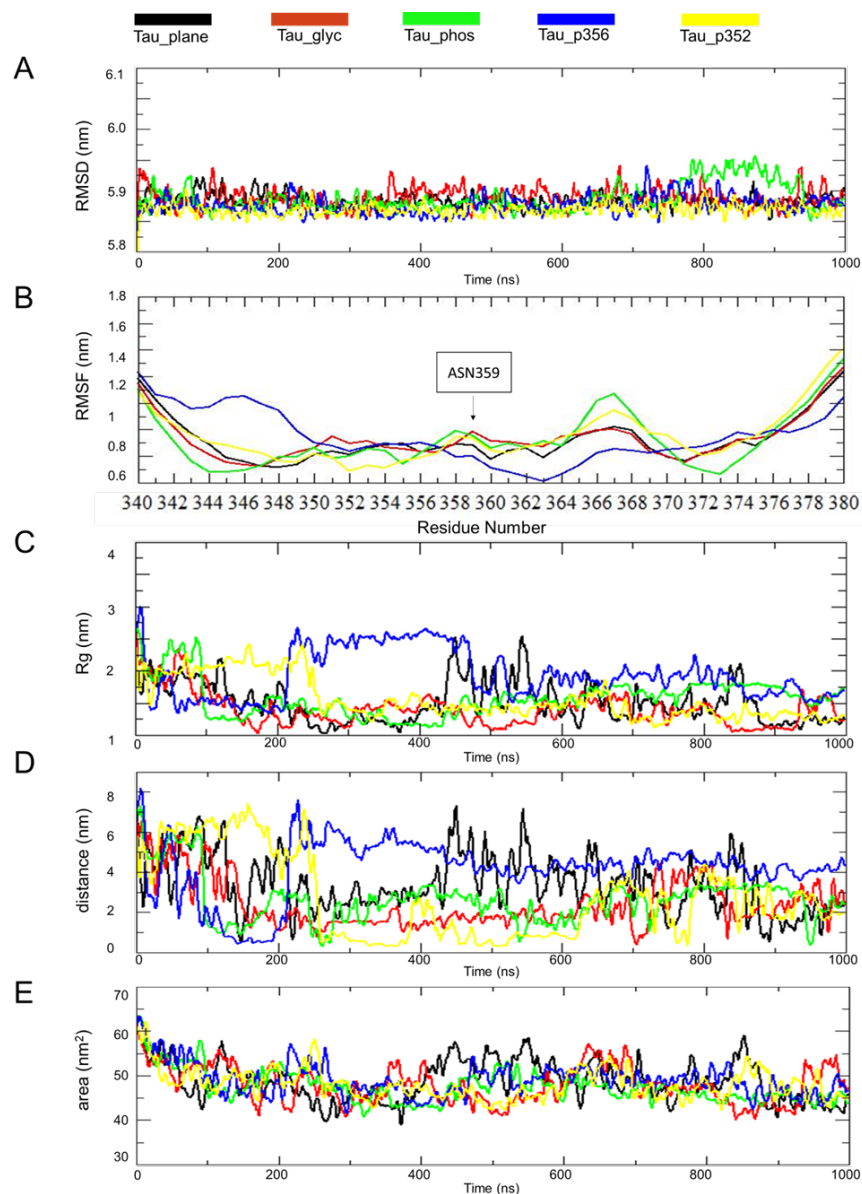 Tau_plane Tau_glyc Tau_phos Tau_p356 Tau_p352
A
6.1
6.0
5.9
5.8
RMSD (nm)
0 200 400 600 800 1000
Time (ns)
B
1.8
1.6
1.4
1.2
1.0
0.8
0.6
RMSF (nm)
ASN359
340 342 344 346 348 350 352 354 356 358 360 362 364 366 368 370 372 374 376 378 380
Residue Number
C
4
3
2
1
Rg (nm)
0 200 400 600 800 1000
Time (ns)
D
8
6
4
2
0
distance (nm)
0 200 400 600 800 1000
Time (ns)
E
70
60
50
40
30
area (nm²)
0 200 400 600 800 1000
Time (ns)